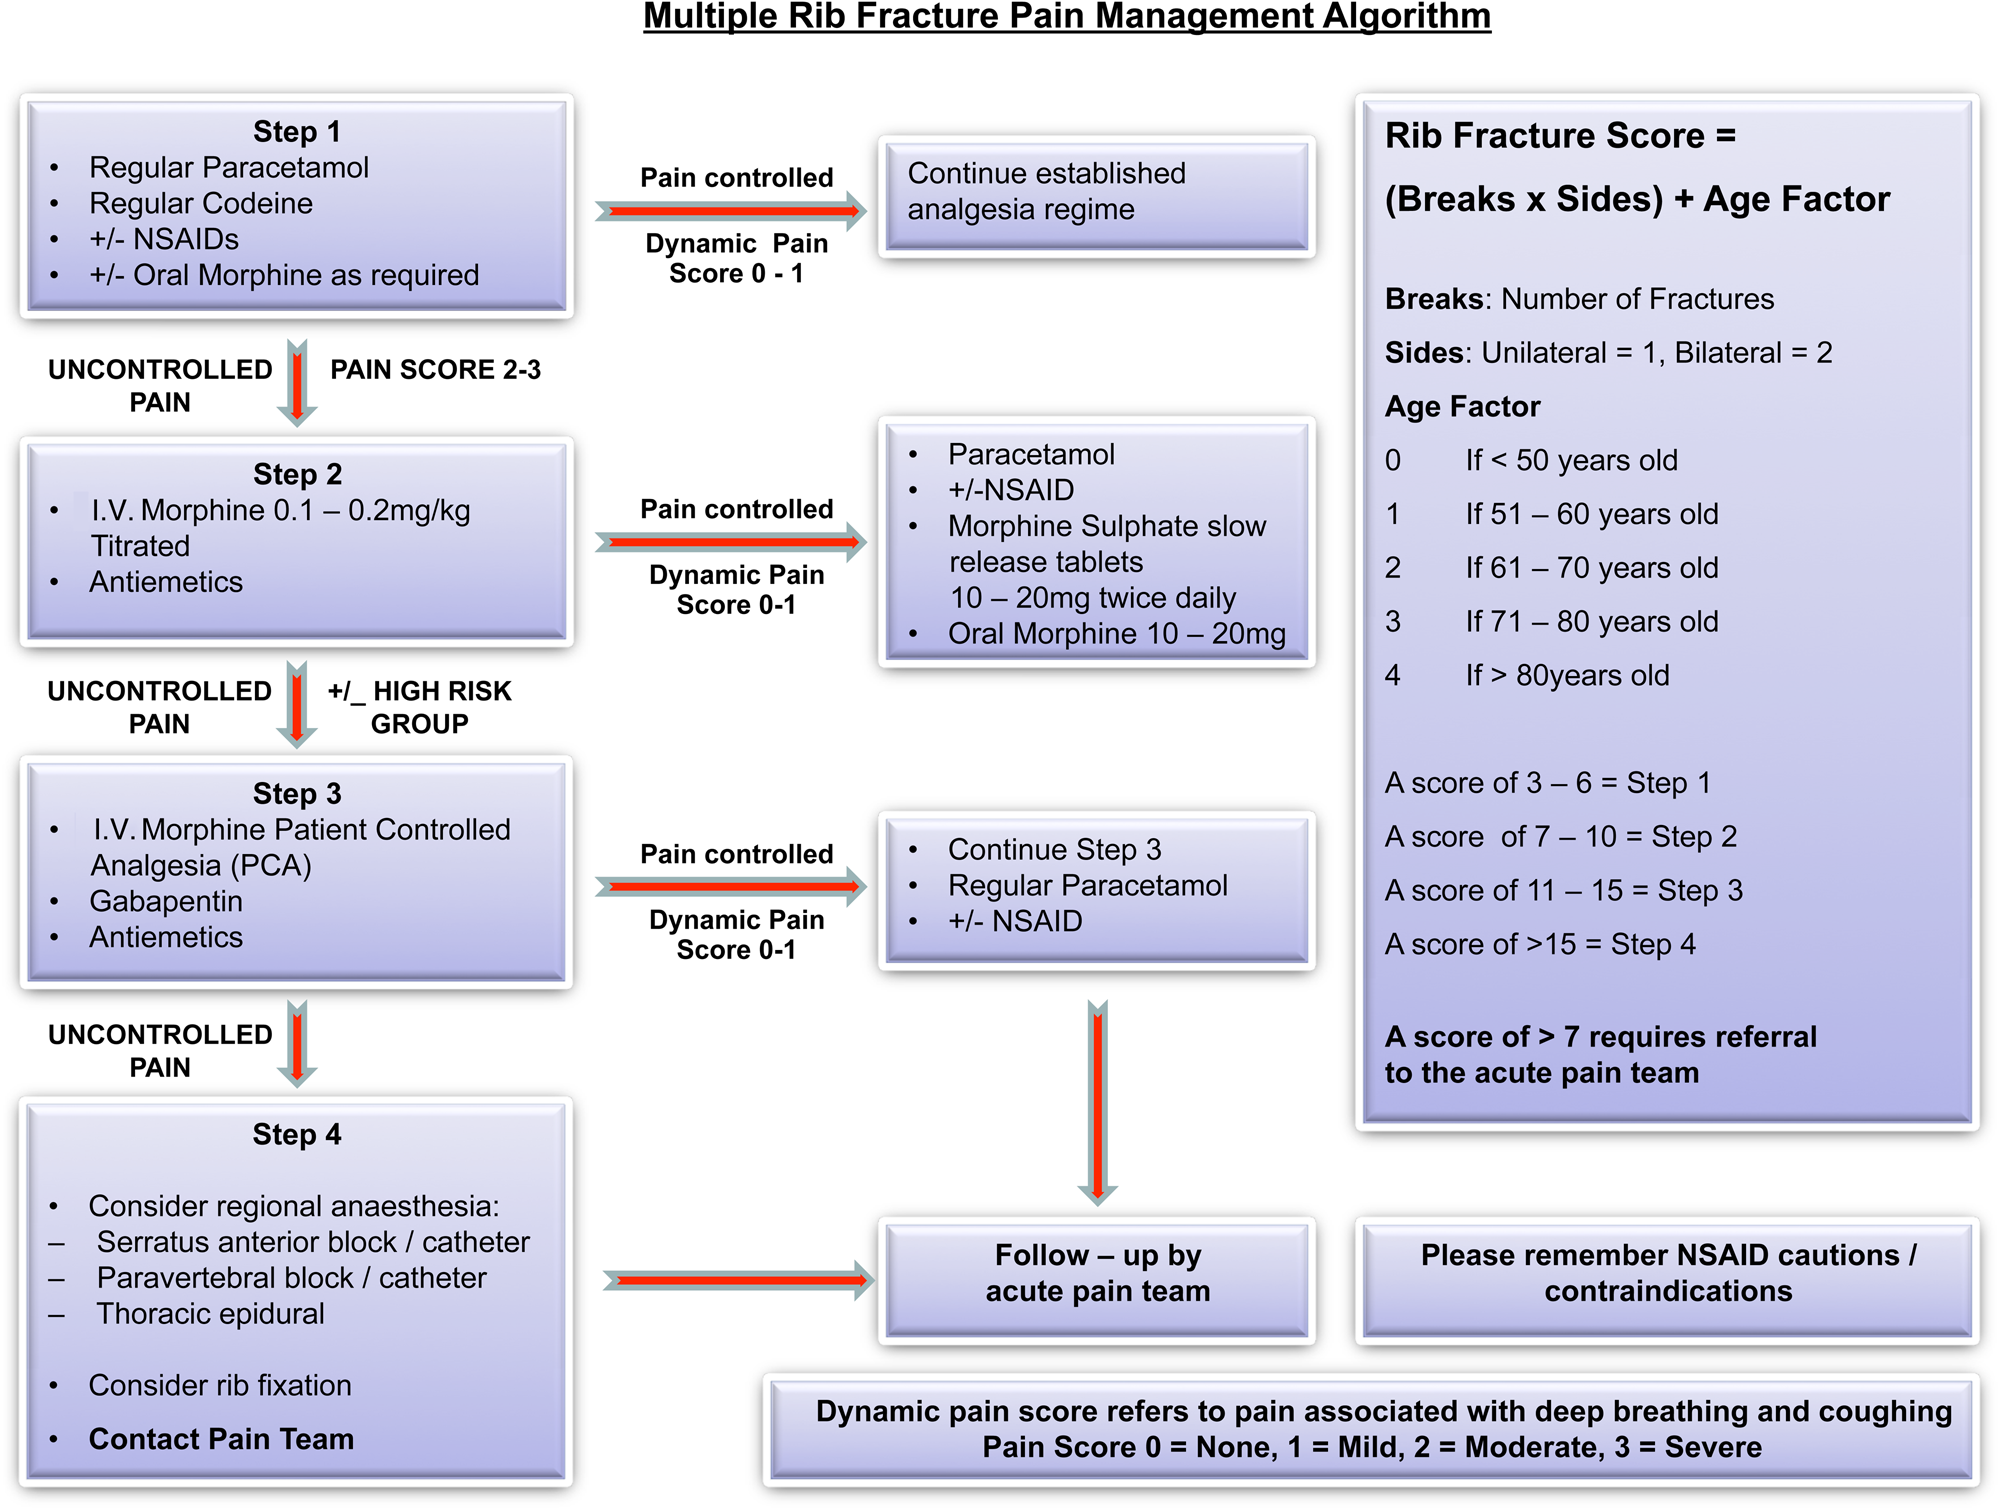 Multiple Rib Fracture Pain Management Algorithm
Step 1
• Regular Paracetamol
• Regular Codeine
• +/- NSAIDs
• +/- Oral Morphine as required
Pain controlled
Dynamic Pain
Score 0 - 1
Continue established
analgesia regime
UNCONTROLLED
PAIN
PAIN SCORE 2-3
Step 2
• I.V. Morphine 0.1 – 0.2mg/kg
Titrated
• Antiemetics
Pain controlled
Dynamic Pain
Score 0-1
• Paracetamol
• +/-NSAID
• Morphine Sulphate slow
release tablets
10 – 20mg twice daily
• Oral Morphine 10 – 20mg
UNCONTROLLED
PAIN
+/_ HIGH RISK
GROUP
Step 3
• I.V. Morphine Patient Controlled
Analgesia (PCA)
• Gabapentin
• Antiemetics
Pain controlled
Dynamic Pain
Score 0-1
• Continue Step 3
• Regular Paracetamol
• +/- NSAID
UNCONTROLLED
PAIN
Step 4
• Consider regional anaesthesia:
– Serratus anterior block / catheter
– Paravertebral block / catheter
– Thoracic epidural
• Consider rib fixation
• Contact Pain Team
Follow – up by
acute pain team
Rib Fracture Score =
(Breaks x Sides) + Age Factor
Breaks: Number of Fractures
Sides: Unilateral = 1, Bilateral = 2
Age Factor
0 If < 50 years old
1 If 51 – 60 years old
2 If 61 – 70 years old
3 If 71 – 80 years old
4 If > 80years old
A score of 3 – 6 = Step 1
A score of 7 – 10 = Step 2
A score of 11 – 15 = Step 3
A score of >15 = Step 4
A score of > 7 requires referral
to the acute pain team
Please remember NSAID cautions /
contraindications
Dynamic pain score refers to pain associated with deep breathing and coughing
Pain Score 0 = None, 1 = Mild, 2 = Moderate, 3 = Severe